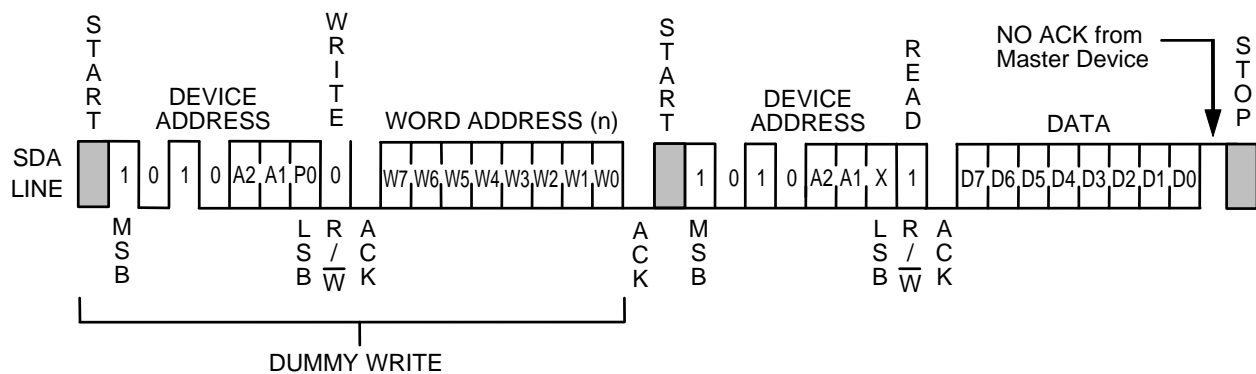 START
WRITE
START
READ
NO ACK from
Master Device
STOP
DEVICE
ADDRESS
WORD ADDRESS (n)
DEVICE
ADDRESS
DATA
SDA
LINE
1 0 1 0 A2 A1 P0 0 W7 W6 W5 W4 W3 W2 W1 W0 1 0 1 0 A2 A1 X 1 D7 D6 D5 D4 D3 D2 D1 D0
MSB
LSB
R/W̅
ACK
ACK
MSB
LSB
R/W̅
ACK
DUMMY WRITE